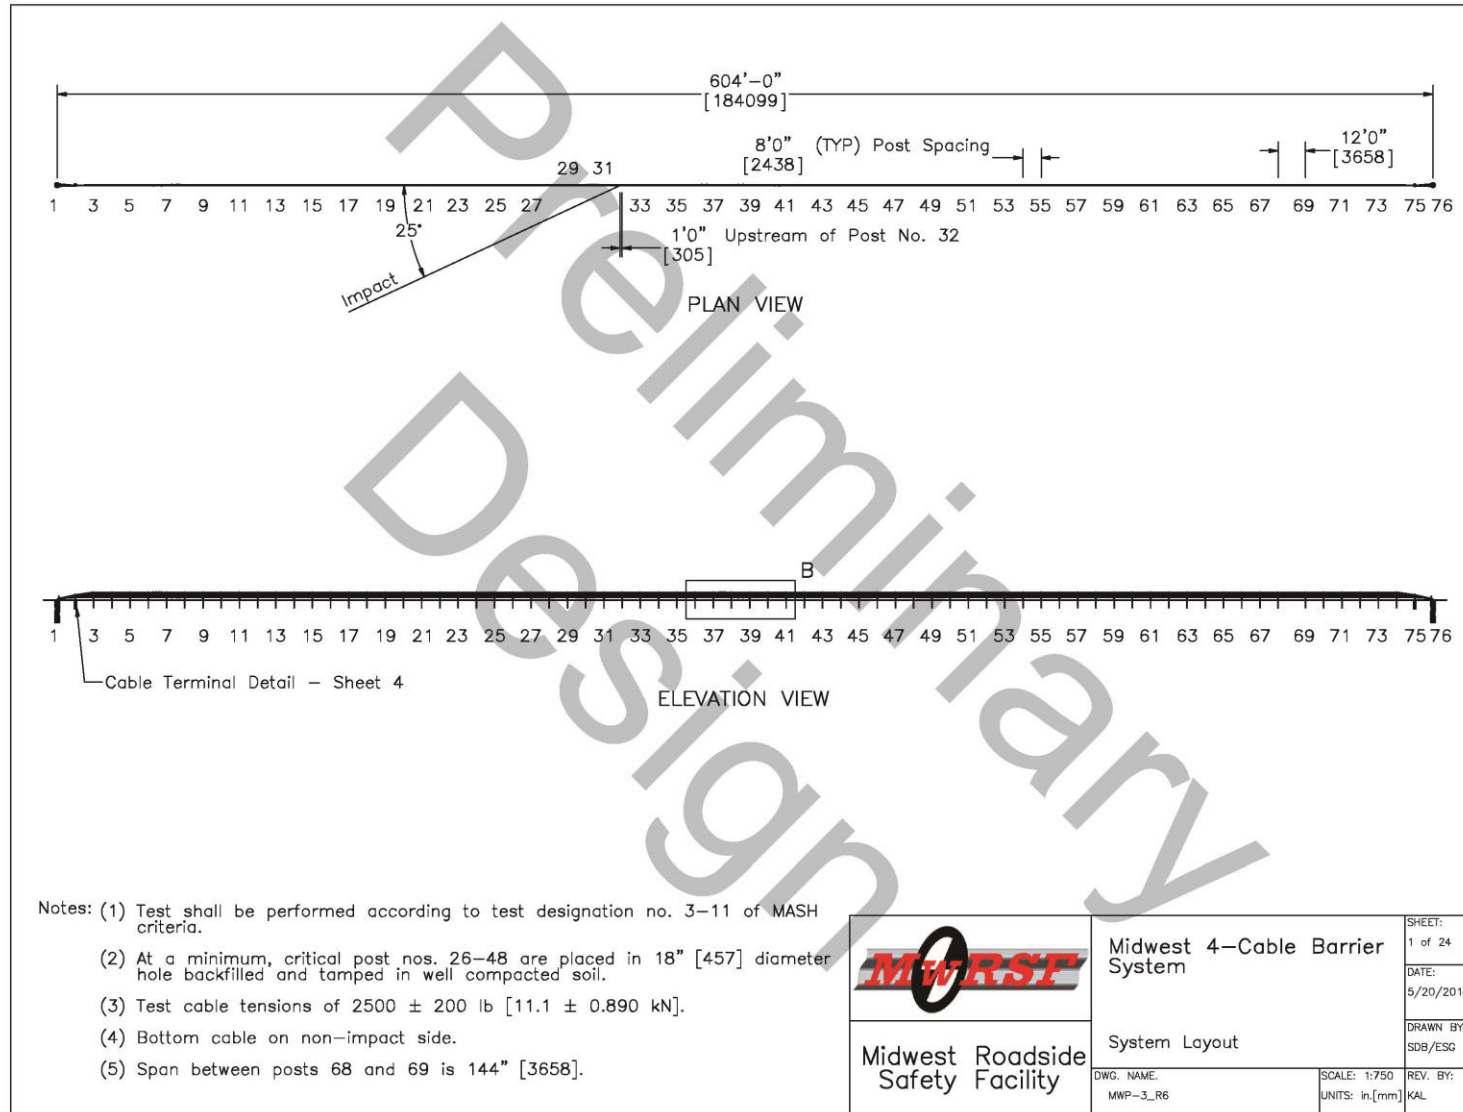 604'-0"
[184099]
8'0" (TYP) Post Spacing
[2438]
12'0"
[3658]
29 31
1 3 5 7 9 11 13 15 17 19 21 23 25 27 33 35 37 39 41 43 45 47 49 51 53 55 57 59 61 63 65 67 69 71 73 75 76
25°
1'0" Upstream of Post No. 32
[305]
Impact
PLAN VIEW
Preliminary
Design
B
1 3 5 7 9 11 13 15 17 19 21 23 25 27 29 31 33 35 37 39 41 43 45 47 49 51 53 55 57 59 61 63 65 67 69 71 73 75 76
Cable Terminal Detail – Sheet 4
ELEVATION VIEW
Notes: (1) Test shall be performed according to test designation no. 3–11 of MASH
criteria.
(2) At a minimum, critical post nos. 26–48 are placed in 18" [457] diameter
hole backfilled and tamped in well compacted soil.
(3) Test cable tensions of 2500 ± 200 lb [11.1 ± 0.890 kN].
(4) Bottom cable on non–impact side.
(5) Span between posts 68 and 69 is 144" [3658].
MwRSF
Midwest Roadside
Safety Facility
Midwest 4–Cable Barrier
System
System Layout
DWG. NAME.
MWP–3_R6
SCALE: 1:750
UNITS: in.[mm]
SHEET:
1 of 24
DATE:
DRAWN BY
SDB/ESG
REV. BY:
KAL